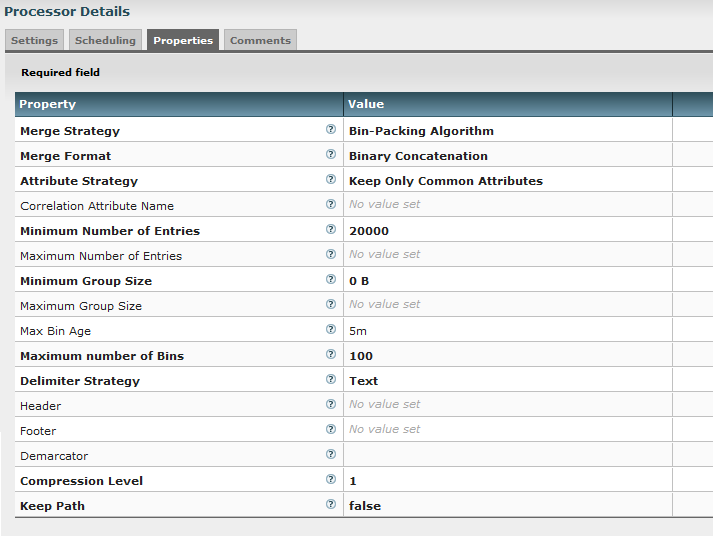 Processor Details
Settings Scheduling Properties Comments
Required field
Property Value
Merge Strategy ? Bin-Packing Algorithm
Merge Format ? Binary Concatenation
Attribute Strategy ? Keep Only Common Attributes
Correlation Attribute Name ? No value set
Minimum Number of Entries ? 20000
Maximum Number of Entries ? No value set
Minimum Group Size ? 0 B
Maximum Group Size ? No value set
Max Bin Age ? 5m
Maximum number of Bins ? 100
Delimiter Strategy ? Text
Header ? No value set
Footer ? No value set
Demarcator ?
Compression Level ? 1
Keep Path ? false